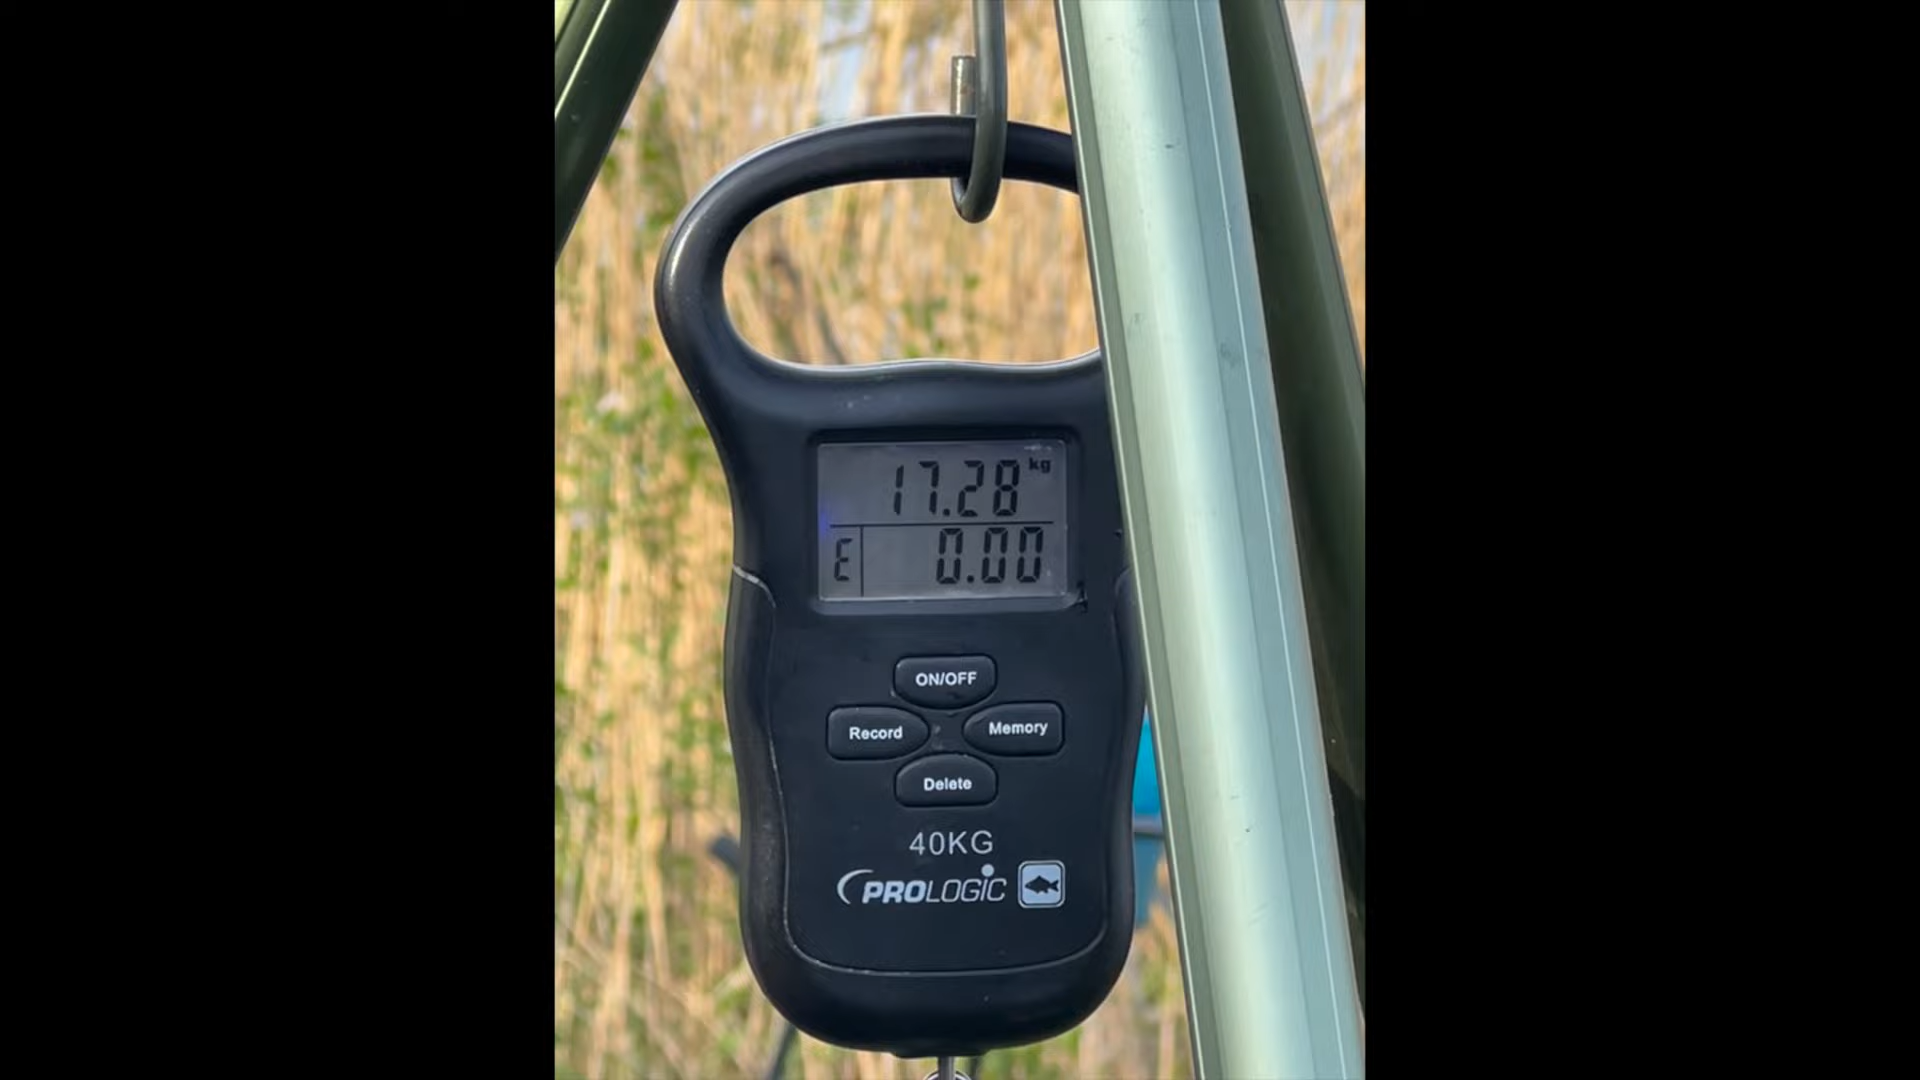 17.28 kg
E 0.00
ON/OFF
Record Memory
Delete
40KG
PROLOGIC